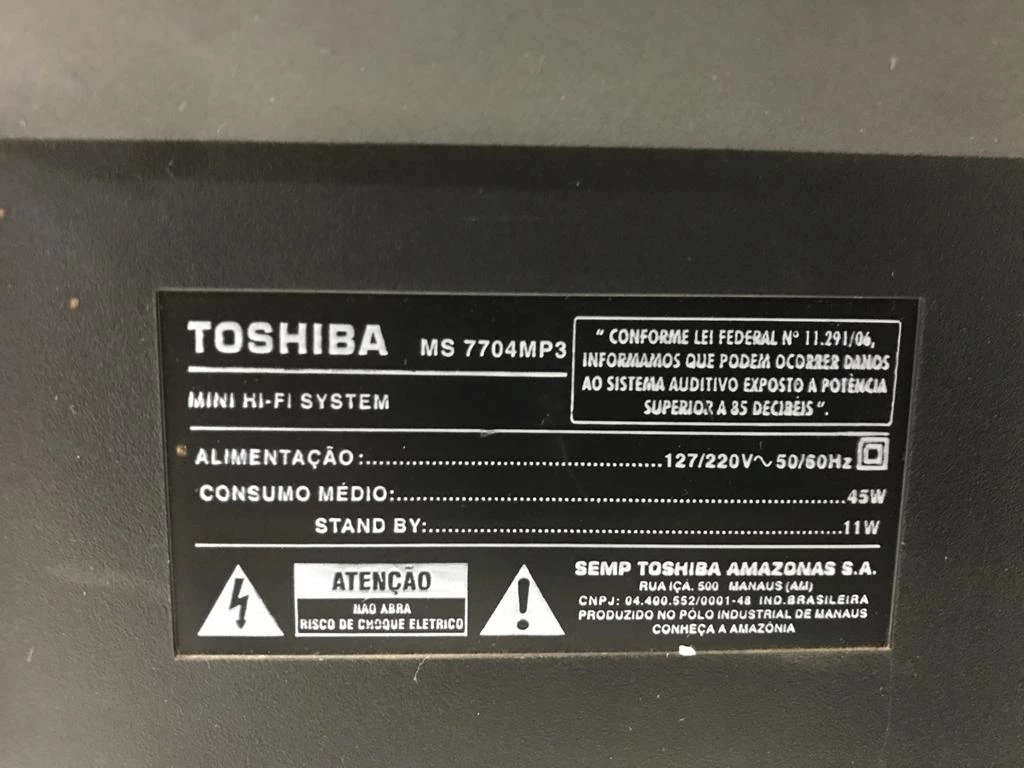 TOSHIBA MS 7704MP3
" CONFORME LEI FEDERAL Nº 11.291/06,
INFORMAMOS QUE PODEM OCORRER DANOS
AO SISTEMA AUDITIVO EXPOSTO A POTÊNCIA
SUPERIOR A 85 DECIBÉIS ".
MINI HI-FI SYSTEM
ALIMENTAÇÃO:..........................................127/220V~ 50/60Hz
CONSUMO MÉDIO:................................................................45W
STAND BY:...........................................................11W
ATENÇÃO
NÃO ABRA
RISCO DE CHOQUE ELETRICO
SEMP TOSHIBA AMAZONAS S.A.
RUA IÇÁ, 500 MANAUS (AM)
CNPJ: 04.400.552/0001-48 IND.BRASILEIRA
PRODUZIDO NO PÓLO INDUSTRIAL DE MANAUS
CONHEÇA A AMAZÔNIA